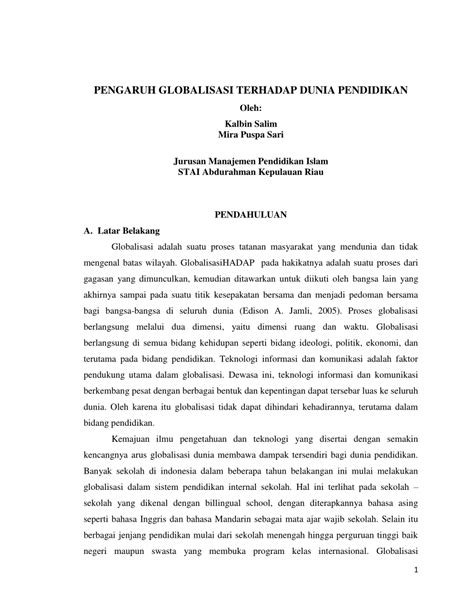 PENGARUH GLOBALISASI TERHADAP DUNIA PENDIDIKAN
Oleh:
Kalbin Salim
Mira Puspa Sari
Jurusan Manajemen Pendidikan Islam
STAI Abdurahman Kepulauan Riau
PENDAHULUAN
A. Latar Belakang
Globalisasi adalah suatu proses tatanan masyarakat yang mendunia dan tidak
mengenal batas wilayah. GlobalisasiHADAP pada hakikatnya adalah suatu proses dari
gagasan yang dimunculkan, kemudian ditawarkan untuk diikuti oleh bangsa lain yang
akhirnya sampai pada suatu titik kesepakatan bersama dan menjadi pedoman bersama
bagi bangsa-bangsa di seluruh dunia (Edison A. Jamli, 2005). Proses globalisasi
berlangsung melalui dua dimensi, yaitu dimensi ruang dan waktu. Globalisasi
berlangsung di semua bidang kehidupan seperti bidang ideologi, politik, ekonomi, dan
terutama pada bidang pendidikan. Teknologi informasi dan komunikasi adalah faktor
pendukung utama dalam globalisasi. Dewasa ini, teknologi informasi dan komunikasi
berkembang pesat dengan berbagai bentuk dan kepentingan dapat tersebar luas ke seluruh
dunia. Oleh karena itu globalisasi tidak dapat dihindari kehadirannya, terutama dalam
bidang pendidikan.
Kemajuan ilmu pengetahuan dan teknologi yang disertai dengan semakin
kencangnya arus globalisasi dunia membawa dampak tersendiri bagi dunia pendidikan.
Banyak sekolah di indonesia dalam beberapa tahun belakangan ini mulai melakukan
globalisasi dalam sistem pendidikan internal sekolah. Hal ini terlihat pada sekolah –
sekolah yang dikenal dengan billingual school, dengan diterapkannya bahasa asing
seperti bahasa Inggris dan bahasa Mandarin sebagai mata ajar wajib sekolah. Selain itu
berbagai jenjang pendidikan mulai dari sekolah menengah hingga perguruan tinggi baik
negeri maupun swasta yang membuka program kelas internasional. Globalisasi
1